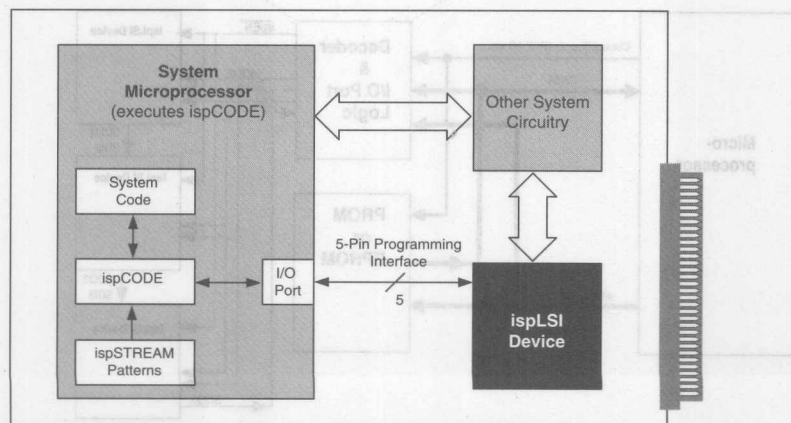 System
Microprocessor
(executes ispCODE)
Other System
Circuitry
System
Code
ispCODE
I/O
Port
5-Pin Programming
Interface
5
ispLSI
Device
ispSTREAM
Patterns
Decoder
&
I/O Port
Logic
Micro-
processor
PROM